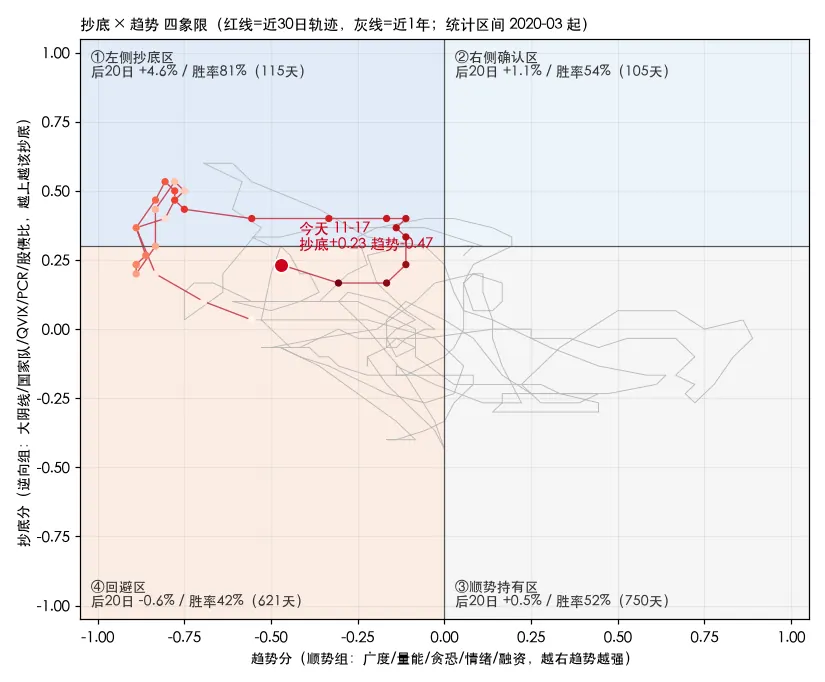 抄底 × 趋势 四象限（红线=近30日轨迹，灰线=近1年；统计区间 2020-03 起）
1.00
①左侧抄底区
后20日 +4.6% / 胜率81%（115天）
②右侧确认区
后20日 +1.1% / 胜率54%（105天）
0.75
0.50
今天 11-17
抄底+0.23 趋势-0.47
0.25
0.00
-0.25
-0.50
-0.75
④回避区
后20日 -0.6% / 胜率42%（621天）
③顺势持有区
后20日 +0.5% / 胜率52%（750天）
-1.00
抄底分（逆向组：大阴线/国家队/QVIX/PCR/股债比，越上越该抄底）
-1.00 -0.75 -0.50 -0.25 0.00 0.25 0.50 0.75 1.00
趋势分（顺势组：广度/量能/贪恐/情绪/融资，越右趋势越强）